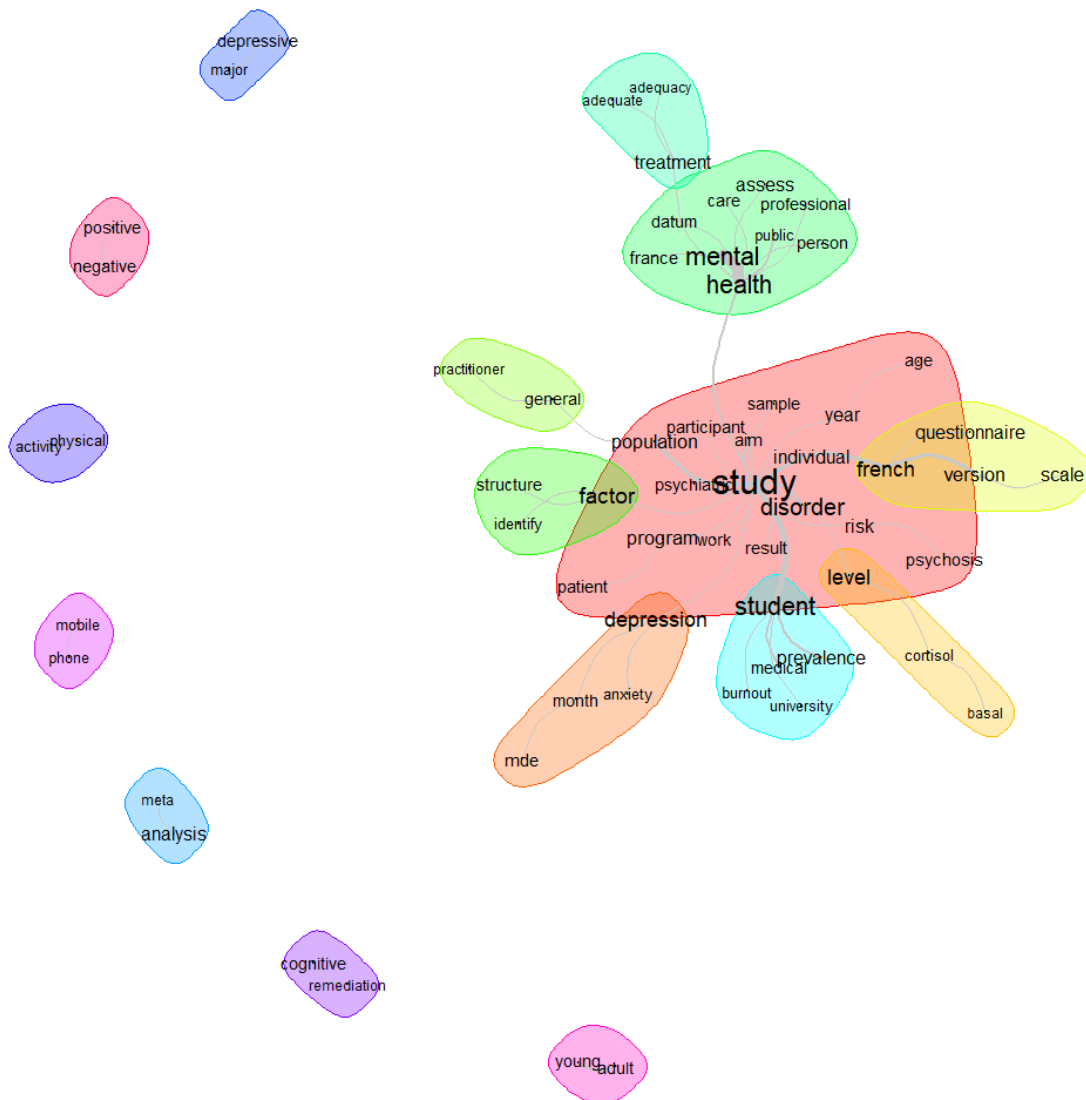 depressive
major
adequacy
adequate
treatment
assess
care
professional
datum
public
person
france
mental
health
positive
negative
practitioner
general
age
sample
year
participant
population
aim
questionnaire
individual
french
version
scale
activity
physical
structure
factor
identify
psychiatric
study
disorder
risk
program
work
result
psychosis
patient
level
student
depression
mobile
phone
prevalence
medical
cortisol
burnout
university
basal
month
anxiety
mde
meta
analysis
cognitive
remediation
young
adult